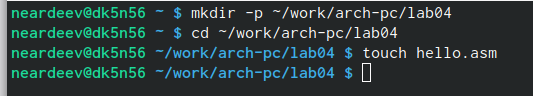 neardeev@dk5n56 ~ $ mkdir -p ~/work/arch-pc/lab04
neardeev@dk5n56 ~ $ cd ~/work/arch-pc/lab04
neardeev@dk5n56 ~/work/arch-pc/lab04 $ touch hello.asm
neardeev@dk5n56 ~/work/arch-pc/lab04 $